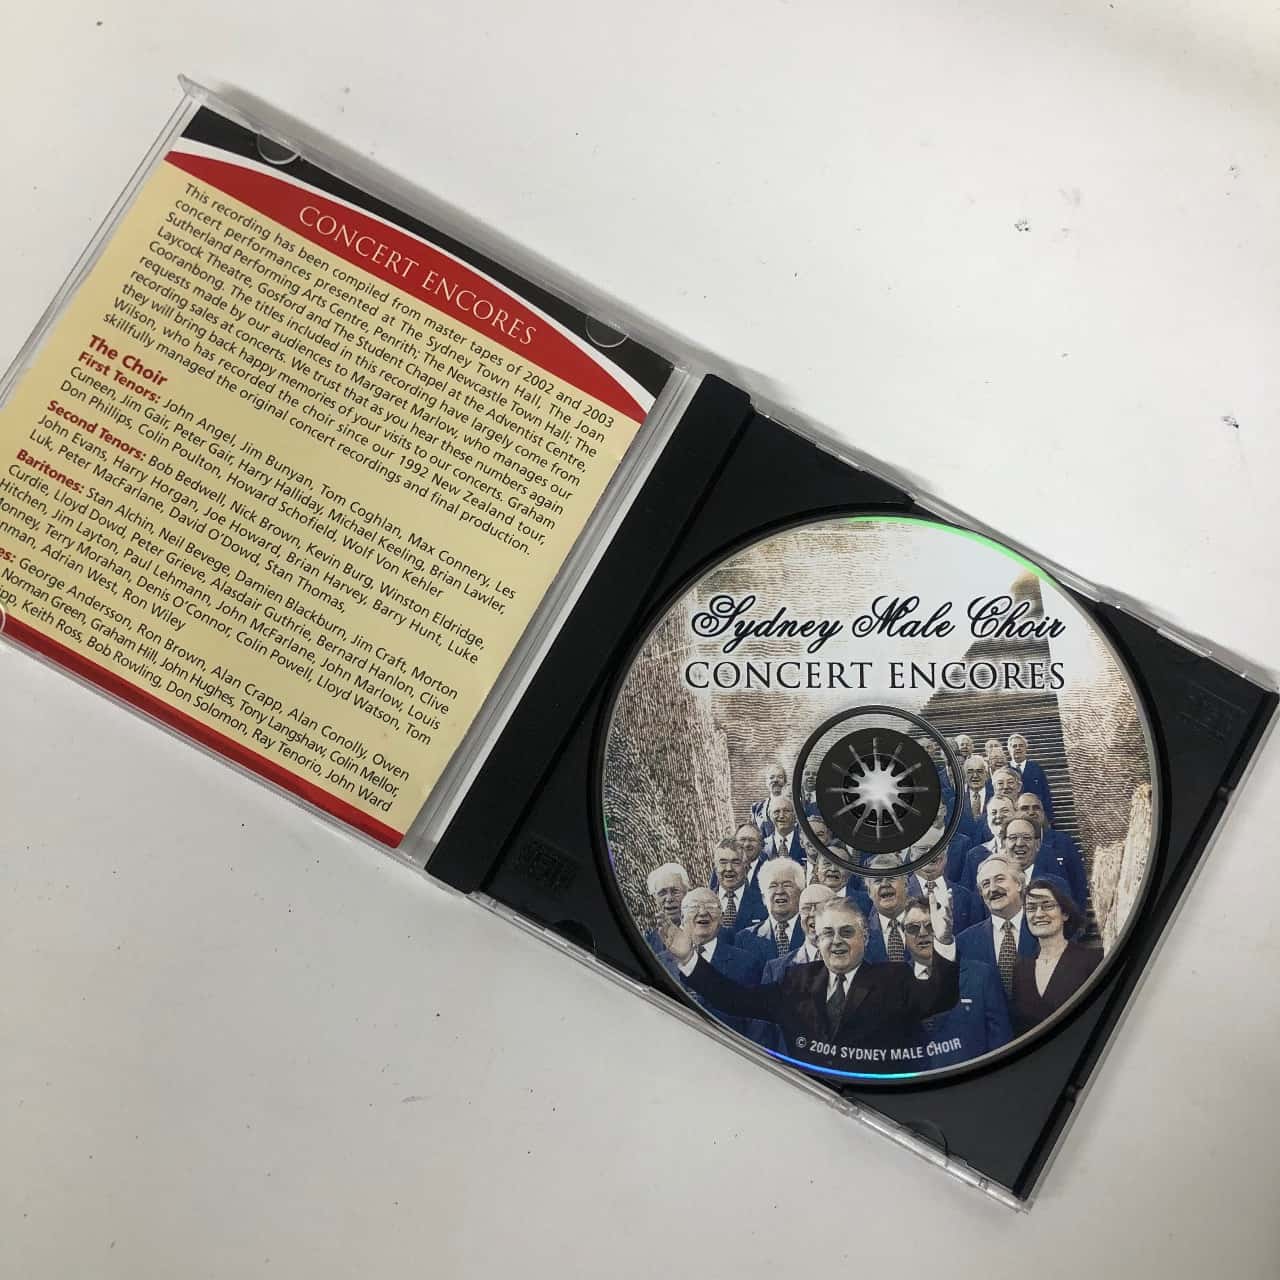 CONCERT ENCORES
This recording has been compiled from master tapes of 2002 and 2003
concert performances presented at The Sydney Town Hall, The Joan
Sutherland Performing Arts Centre, Penrith; The Newcastle Town Hall; The
Laycock Theatre, Gosford and The Student Chapel at the Adventist Centre,
Cooranbong. The titles included in this recording have largely come from
requests made by our audiences to Margaret Marlow, who manages our
recording sales at concerts. We trust that as you hear these numbers again
they will bring back happy memories of your visits to our concerts. Graham
Wilson, who has recorded the choir since our 1992 New Zealand tour,
skillfully managed the original concert recordings and final production.
The Choir
First Tenors: John Angel, Jim Bunyan, Tom Coghlan, Max Connery, Les
Cuneen, Jim Gair, Peter Gair, Harry Halliday, Michael Keeling, Brian Lawler,
Don Phillips, Colin Poulton, Howard Schofield, Wolf Von Kehler
Second Tenors: Bob Bedwell, Nick Brown, Kevin Burg, Winston Eldridge,
John Evans, Harry Horgan, Joe Howard, Brian Harvey, Barry Hunt, Luke
Luk, Peter MacFarlane, David O'Dowd, Stan Thomas,
Baritones: Stan Alchin, Neil Bevege, Damien Blackburn, Jim Craft, Morton
Curdie, Lloyd Dowd, Peter Grieve, Alasdair Guthrie, Bernard Hanlon, Clive
Hitchen, Jim Layton, Paul Lehmann, John McFarlane, John Marlow, Louis
Monney, Terry Morahan, Denis O'Connor, Colin Powell, Lloyd Watson, Tom
Adrian West, Ron Wiley
George Andersson, Ron Brown, Alan Crapp, Alan Conolly, Owen
Norman Green, Graham Hill, John Hughes, Tony Langshaw, Colin Mellor,
Keith Ross, Bob Rowling, Don Solomon, Ray Tenorio, John Ward
Sydney Male Choir
CONCERT ENCORES
© 2004 SYDNEY MALE CHOIR